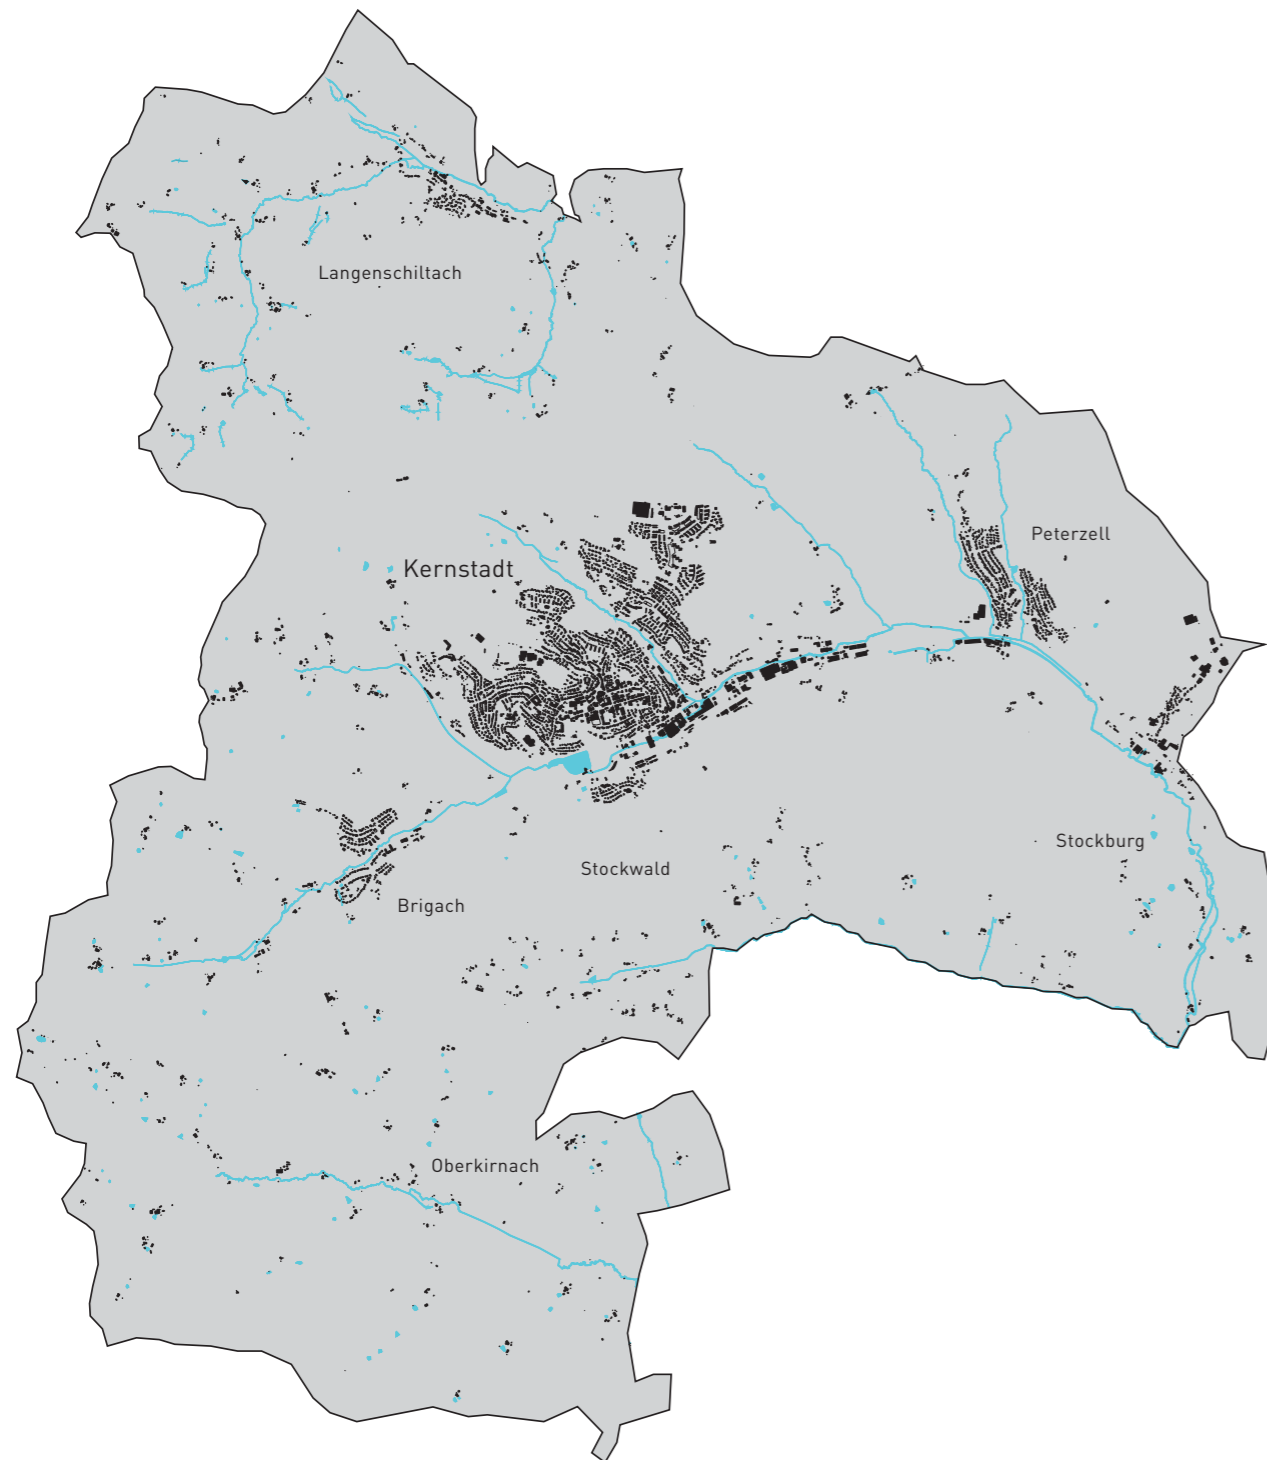 Langenschiltach
Peterzell
Kernstadt
Stockburg
Stockwald
Brigach
Oberkirnach